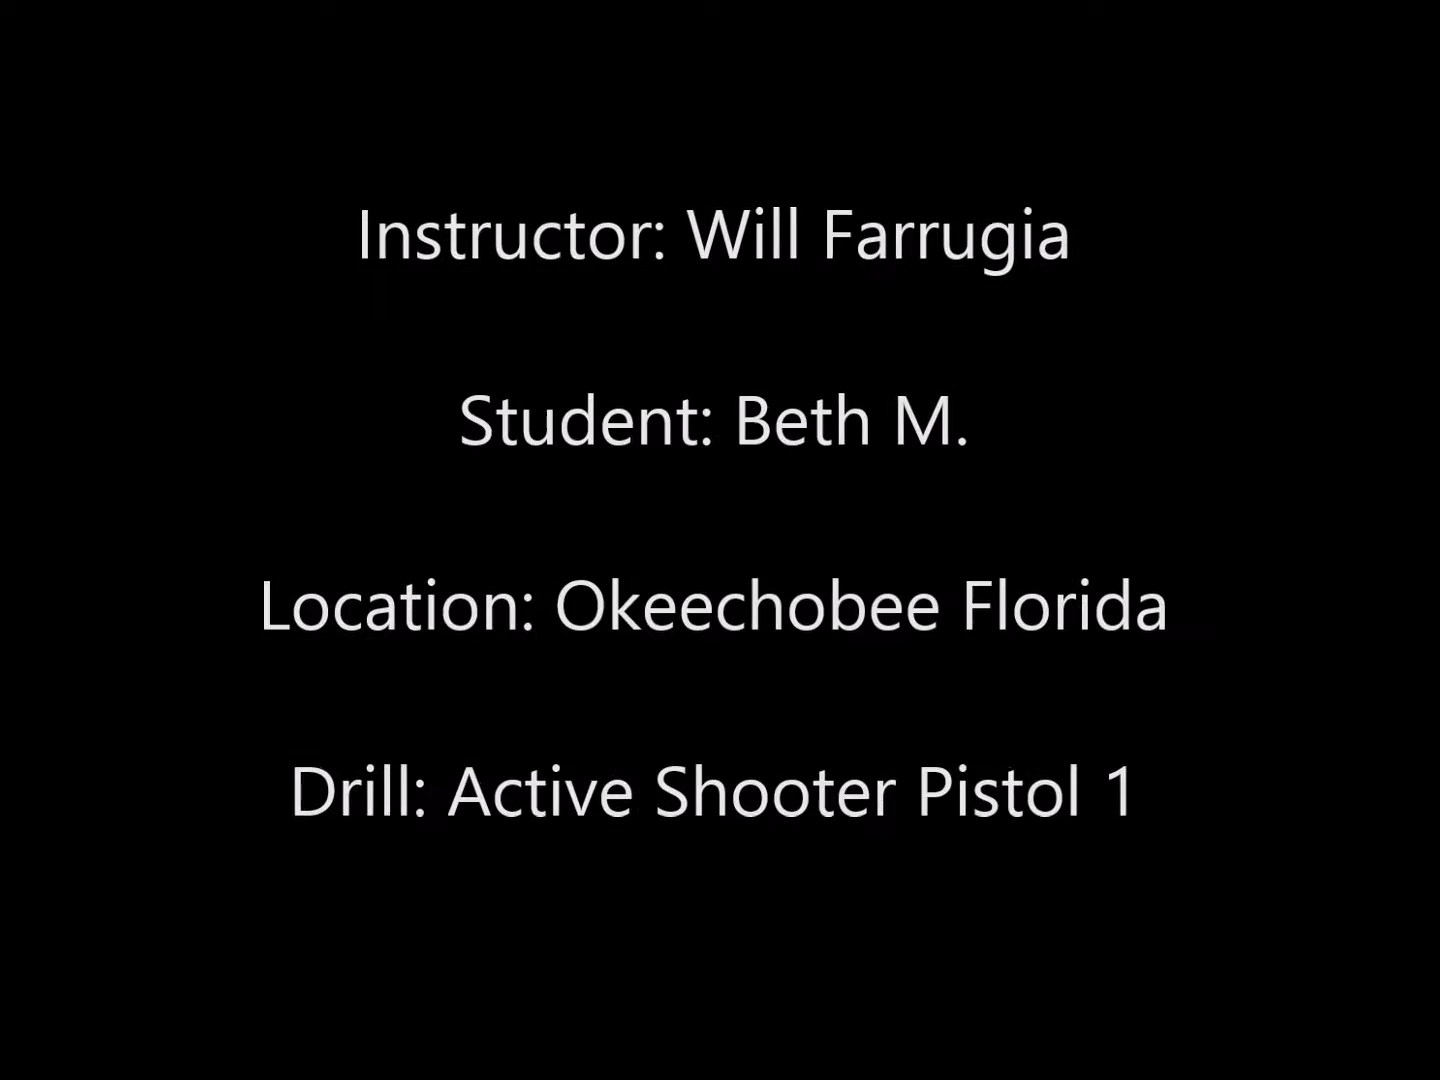 Instructor: Will Farrugia
Student: Beth M.
Location: Okeechobee Florida
Drill: Active Shooter Pistol 1